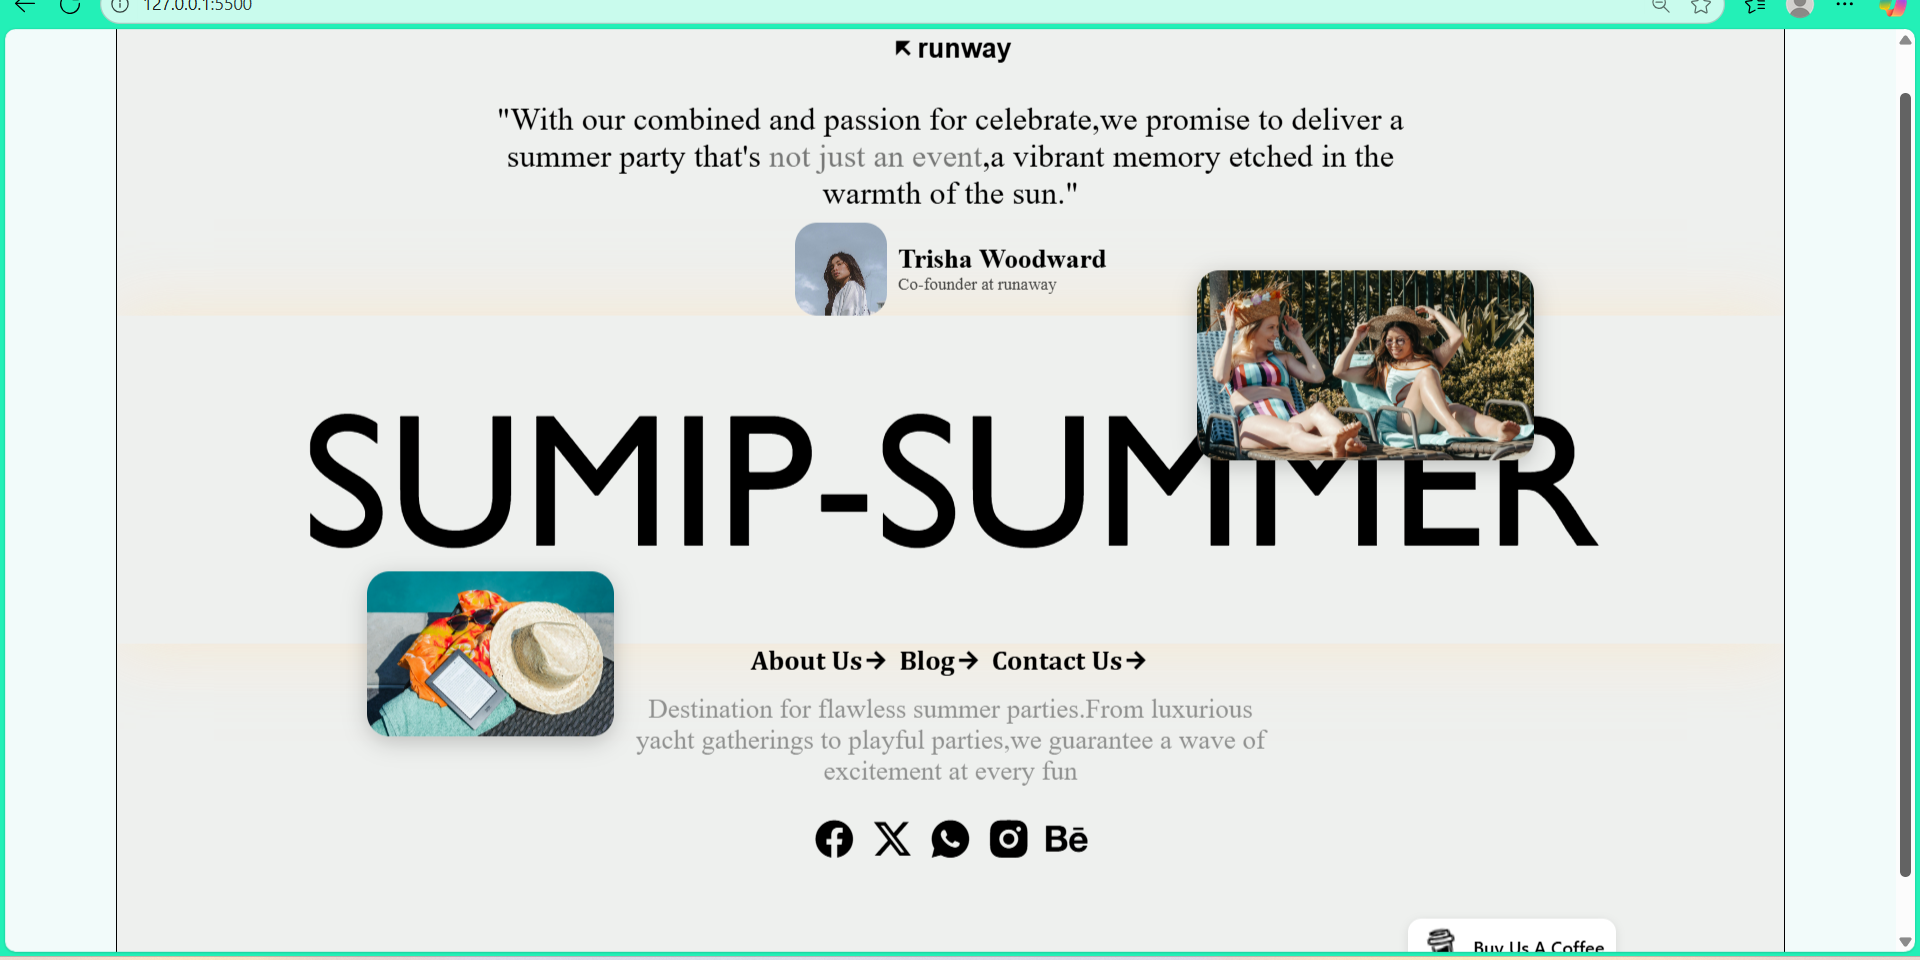 127.0.0.1:5500
runway
"With our combined and passion for celebrate,we promise to deliver a
summer party that's not just an event,a vibrant memory etched in the
warmth of the sun."
Trisha Woodward
Co-founder at runaway
SUMIP-SUMMER
About Us→ Blog→ Contact Us→
Destination for flawless summer parties.From luxurious
yacht gatherings to playful parties,we guarantee a wave of
excitement at every fun
Bē
Buy Us A Coffee